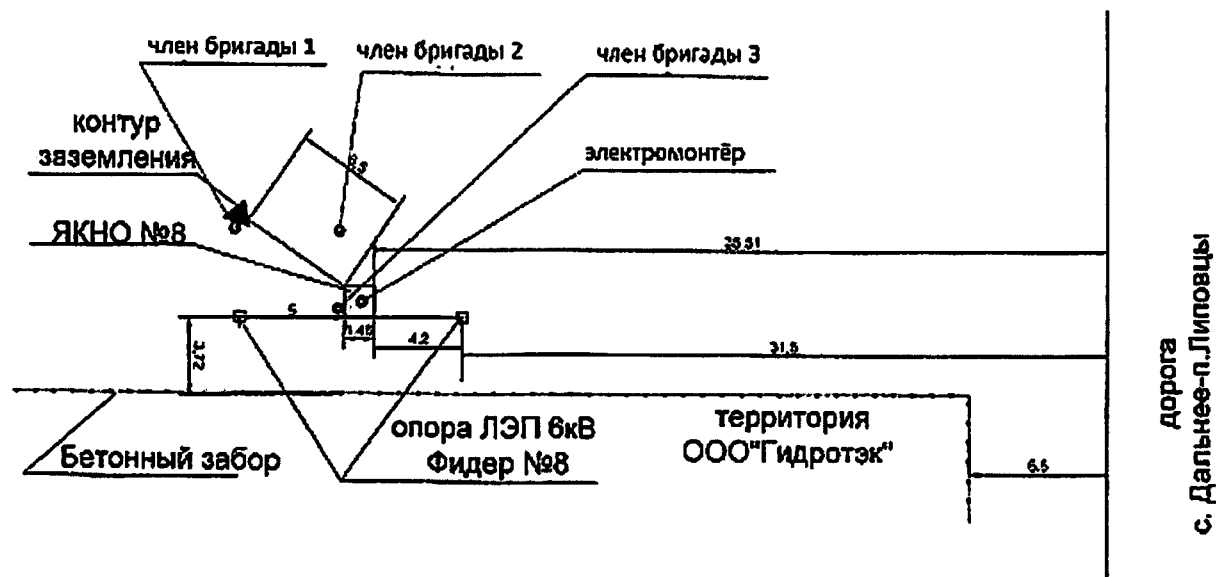 член бригады 1
член бригады 2
член бригады 3
контур
заземления
электромонтёр
ЯКНО №8
5
1.45
4.2
31,5
3,72
опора ЛЭП 6кВ
Фидер №8
территория
ООО"Гидротэк"
Бетонный забор
6.5
дорога
с. Дальнее-п.Липовцы